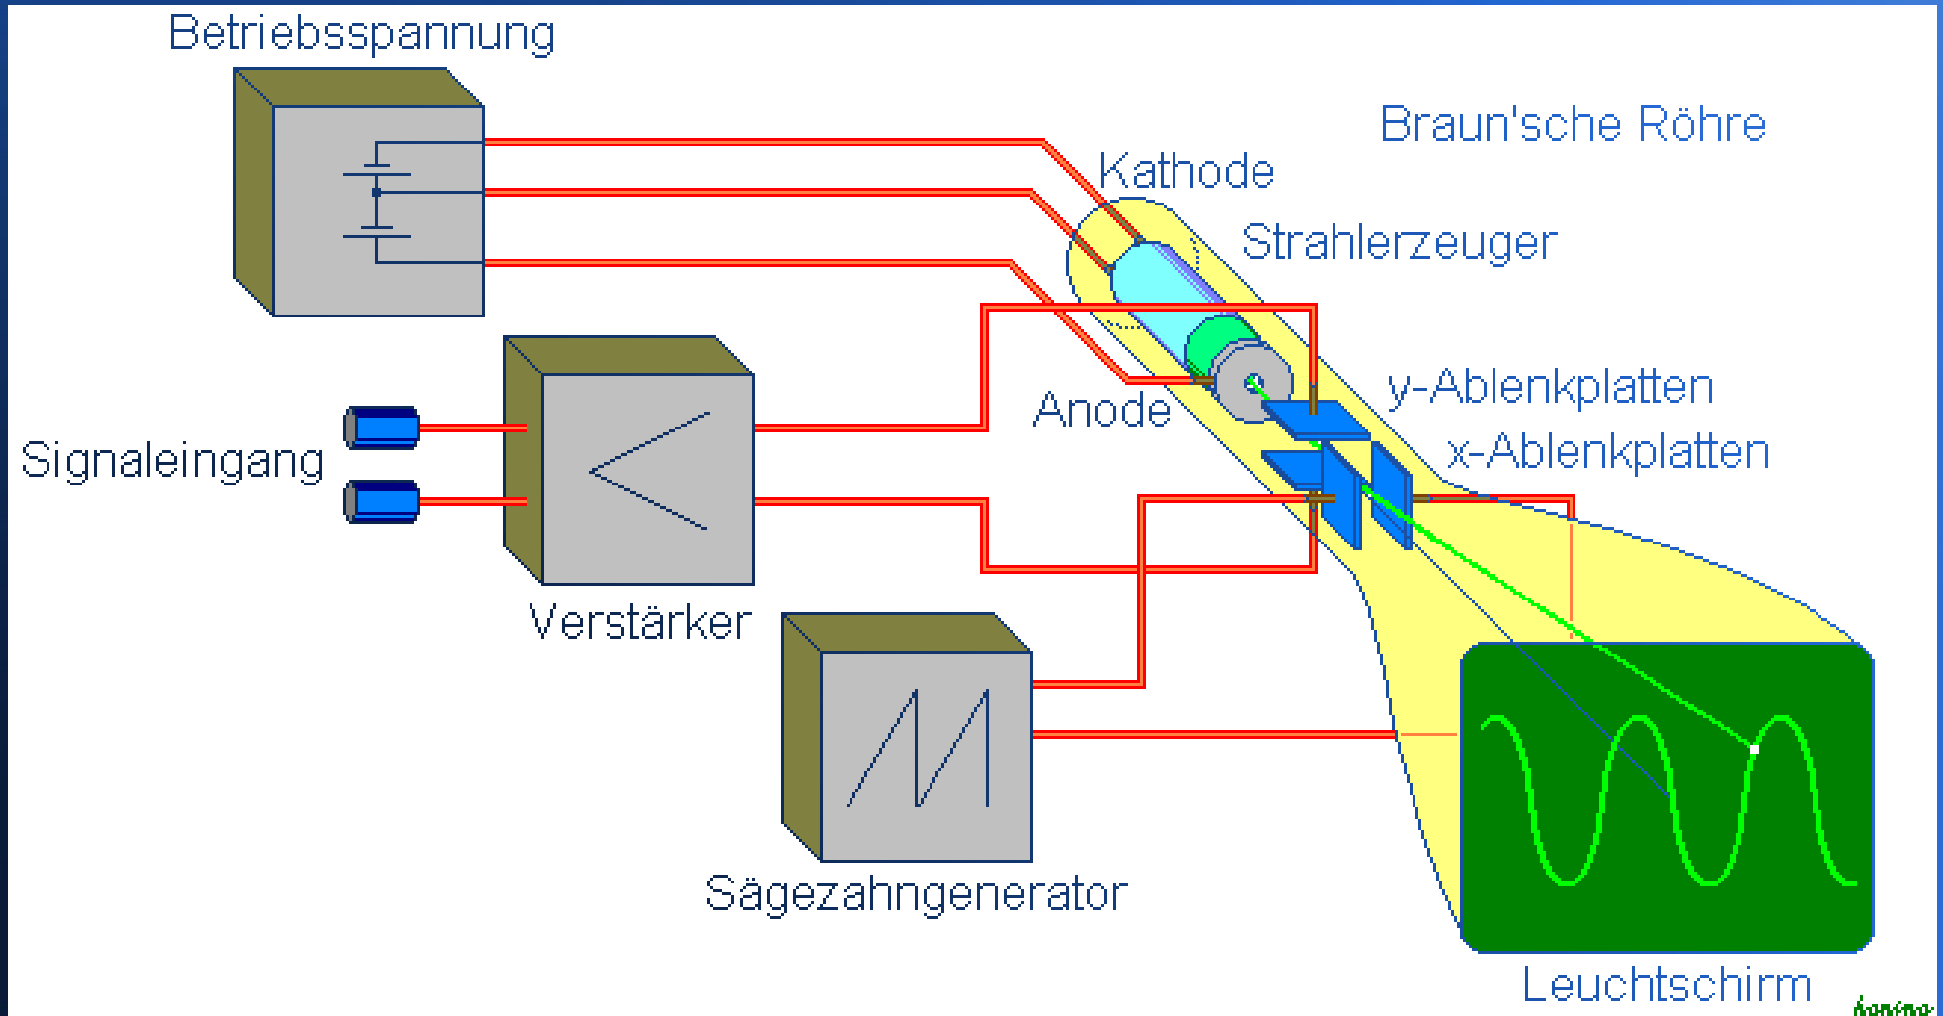 Betriebsspannung
Braun'sche Röhre
Kathode
Strahlerzeuger
y-Ablenkplatten
Anode
x-Ablenkplatten
Signaleingang
Verstärker
Sägezahngenerator
Leuchtschirm